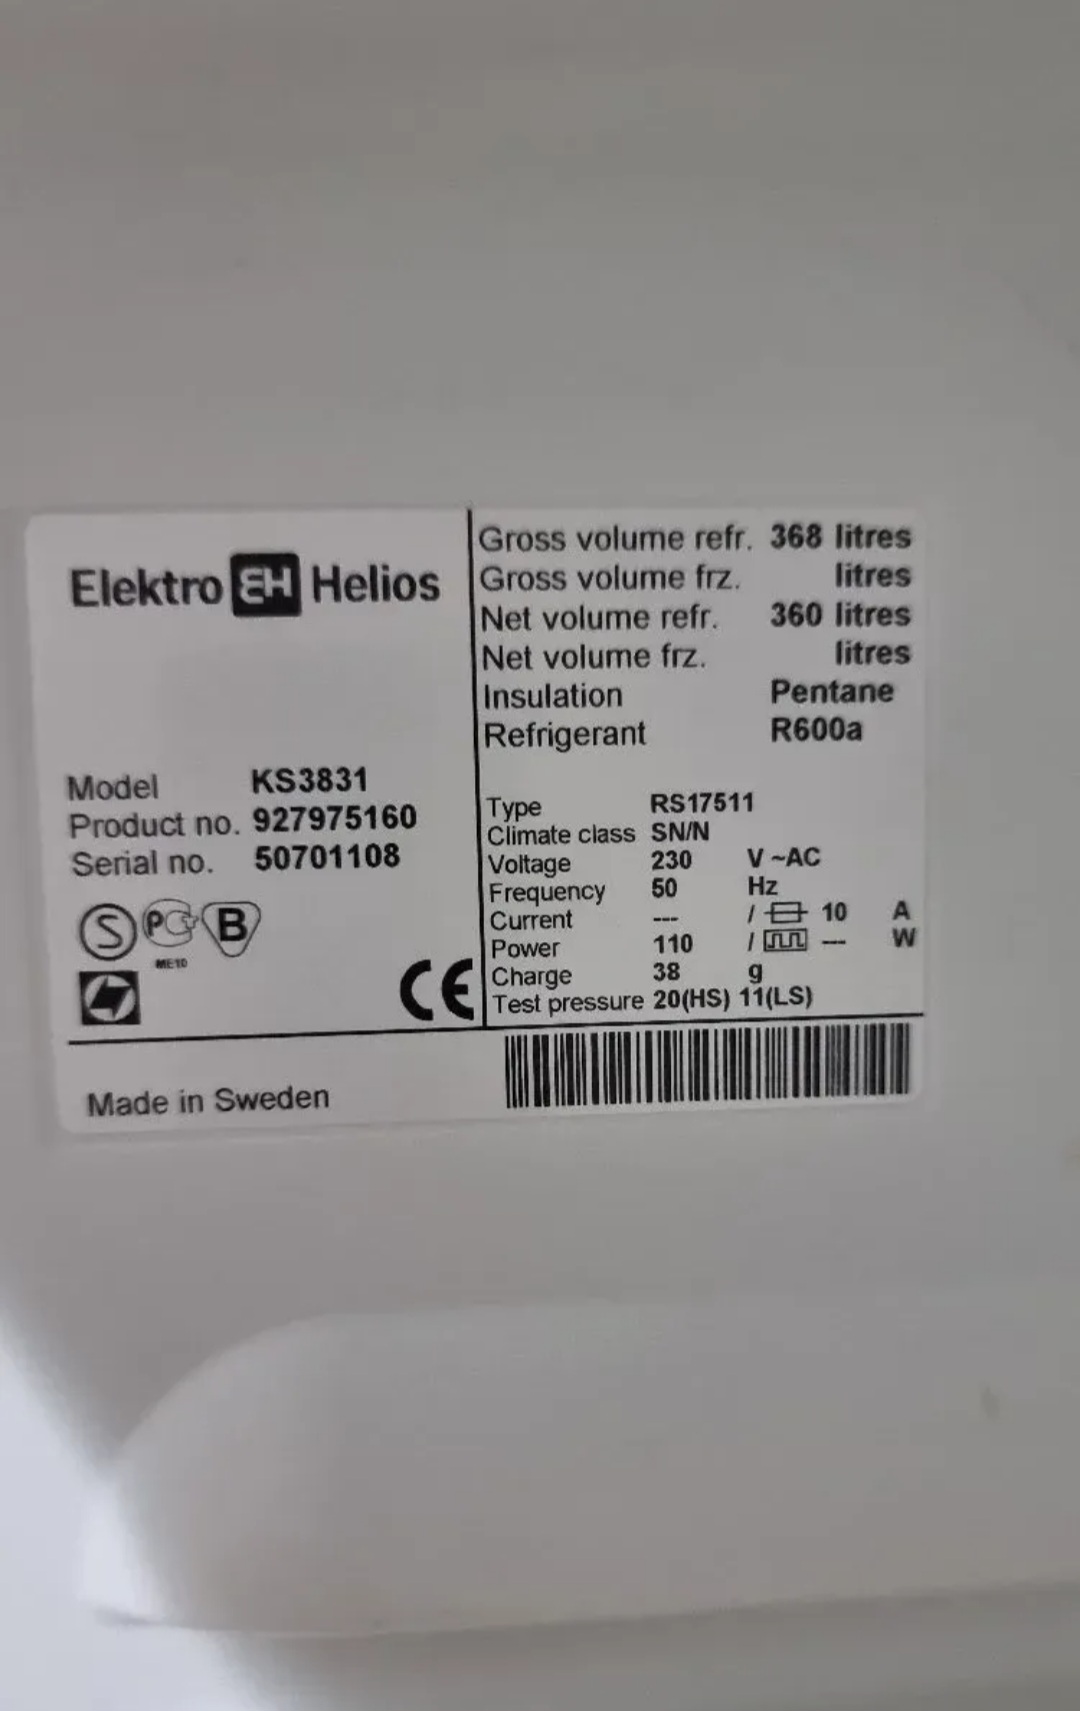 Elektro EH Helios
Model KS3831
Product no. 927975160
Serial no. 50701108
S PCT B
ME10
CE
Gross volume refr. 368 litres
Gross volume frz. litres
Net volume refr. 360 litres
Net volume frz. litres
Insulation Pentane
Refrigerant R600a
Type RS17511
Climate class SN/N
Voltage 230 V ~AC
Frequency 50 Hz
Current --- / 10 A
Power 110 / --- W
Charge 38 g
Test pressure 20(HS) 11(LS)
Made in Sweden